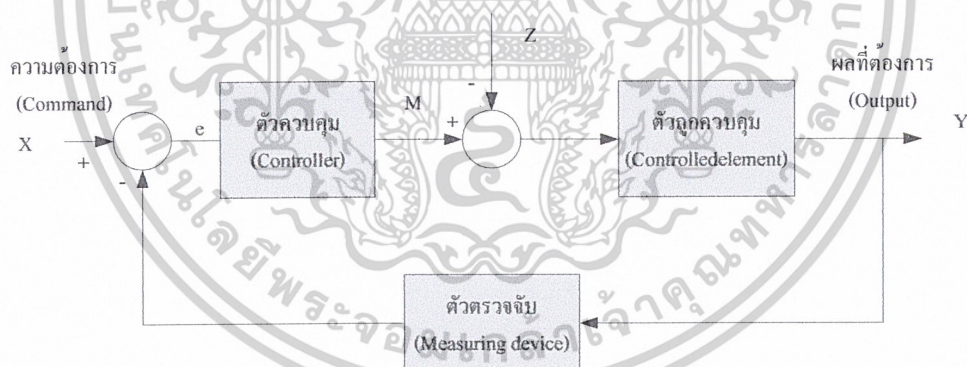 Z
ความต้องการ
(Command)
ผลที่ต้องการ
(Output)
X
+
-
e
ตัวควบคุม
(Controller)
M
+
-
ตัวถูกควบคุม
(Controlledelement)
Y
ตัวตรวจจับ
(Measuring device)